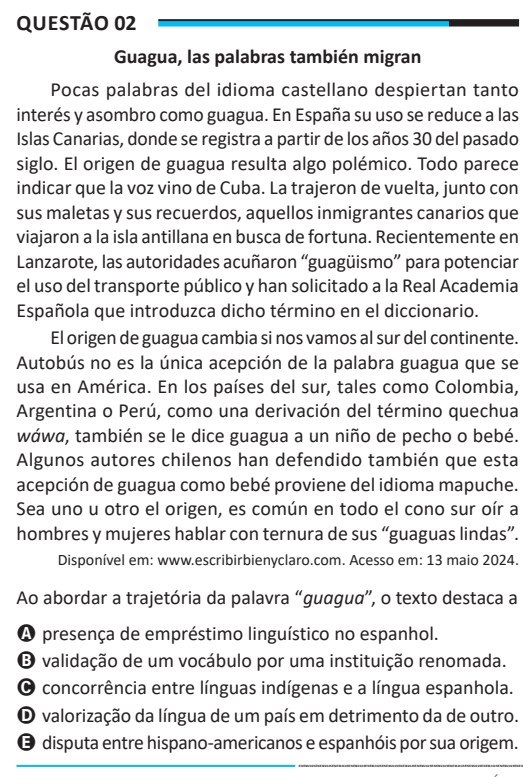 QUESTÃO 02
Guagua, las palabras también migran
Pocas palabras del idioma castellano despiertan tanto
interés y asombro como guagua. En España su uso se reduce a las
Islas Canarias, donde se registra a partir de los años 30 del pasado
siglo. El origen de guagua resulta algo polémico. Todo parece
indicar que la voz vino de Cuba. La trajeron de vuelta, junto con
sus maletas y sus recuerdos, aquellos inmigrantes canarios que
viajaron a la isla antillana en busca de fortuna. Recientemente en
Lanzarote, las autoridades acuñaron “guagüismo” para potenciar
el uso del transporte público y han solicitado a la Real Academia
Española que introduzca dicho término en el diccionario.
El origen de guagua cambia si nos vamos al sur del continente.
Autobús no es la única acepción de la palabra guagua que se
usa en América. En los países del sur, tales como Colombia,
Argentina o Perú, como una derivación del término quechua
wáwa, también se le dice guagua a un niño de pecho o bebé.
Algunos autores chilenos han defendido también que esta
acepción de guagua como bebé proviene del idioma mapuche.
Sea uno u otro el origen, es común en todo el cono sur oír a
hombres y mujeres hablar con ternura de sus “guaguas lindas”.
Disponível em: www.escribirbienyclaro.com. Acesso em: 13 maio 2024.
Ao abordar a trajetória da palavra “guagua”, o texto destaca a
A presença de empréstimo linguístico no espanhol.
B validação de um vocábulo por uma instituição renomada.
C concorrência entre línguas indígenas e a língua espanhola.
D valorização da língua de um país em detrimento da de outro.
E disputa entre hispano-americanos e espanhóis por sua origem.